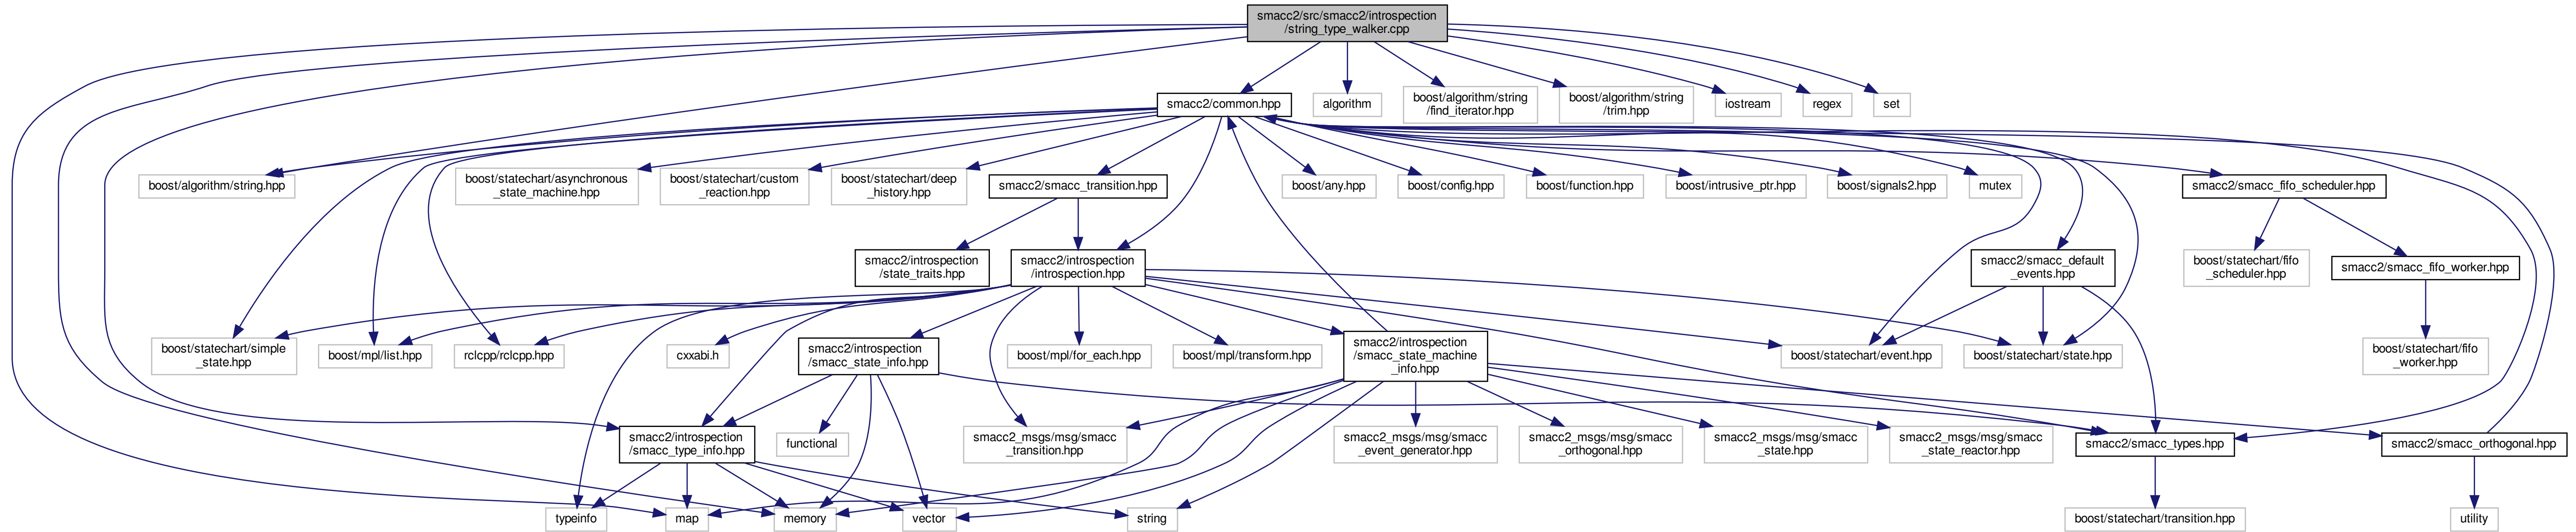 smacc2/src/smacc2/introspection
/string_type_walker.cpp
smacc2/common.hpp
algorithm
boost/algorithm/string
/find_iterator.hpp
boost/algorithm/string
/trim.hpp
iostream
regex
set
boost/algorithm/string.hpp
boost/statechart/asynchronous
_state_machine.hpp
boost/statechart/custom
_reaction.hpp
boost/statechart/deep
_history.hpp
smacc2/smacc_transition.hpp
boost/any.hpp
boost/config.hpp
boost/function.hpp
boost/intrusive_ptr.hpp
boost/signals2.hpp
mutex
smacc2/smacc_fifo_scheduler.hpp
smacc2/introspection
/state_traits.hpp
smacc2/introspection
/introspection.hpp
smacc2/smacc_default
_events.hpp
boost/statechart/fifo
_scheduler.hpp
smacc2/smacc_fifo_worker.hpp
boost/statechart/simple
_state.hpp
boost/mpl/list.hpp
rclcpp/rclcpp.hpp
cxxabi.h
smacc2/introspection
/smacc_state_info.hpp
boost/mpl/for_each.hpp
boost/mpl/transform.hpp
smacc2/introspection
/smacc_state_machine
_info.hpp
boost/statechart/event.hpp
boost/statechart/state.hpp
boost/statechart/fifo
_worker.hpp
smacc2/introspection
/smacc_type_info.hpp
functional
smacc2_msgs/msg/smacc
_transition.hpp
smacc2_msgs/msg/smacc
_event_generator.hpp
smacc2_msgs/msg/smacc
_orthogonal.hpp
smacc2_msgs/msg/smacc
_state.hpp
smacc2_msgs/msg/smacc
_state_reactor.hpp
smacc2/smacc_types.hpp
smacc2/smacc_orthogonal.hpp
typeinfo
map
memory
vector
string
boost/statechart/transition.hpp
utility